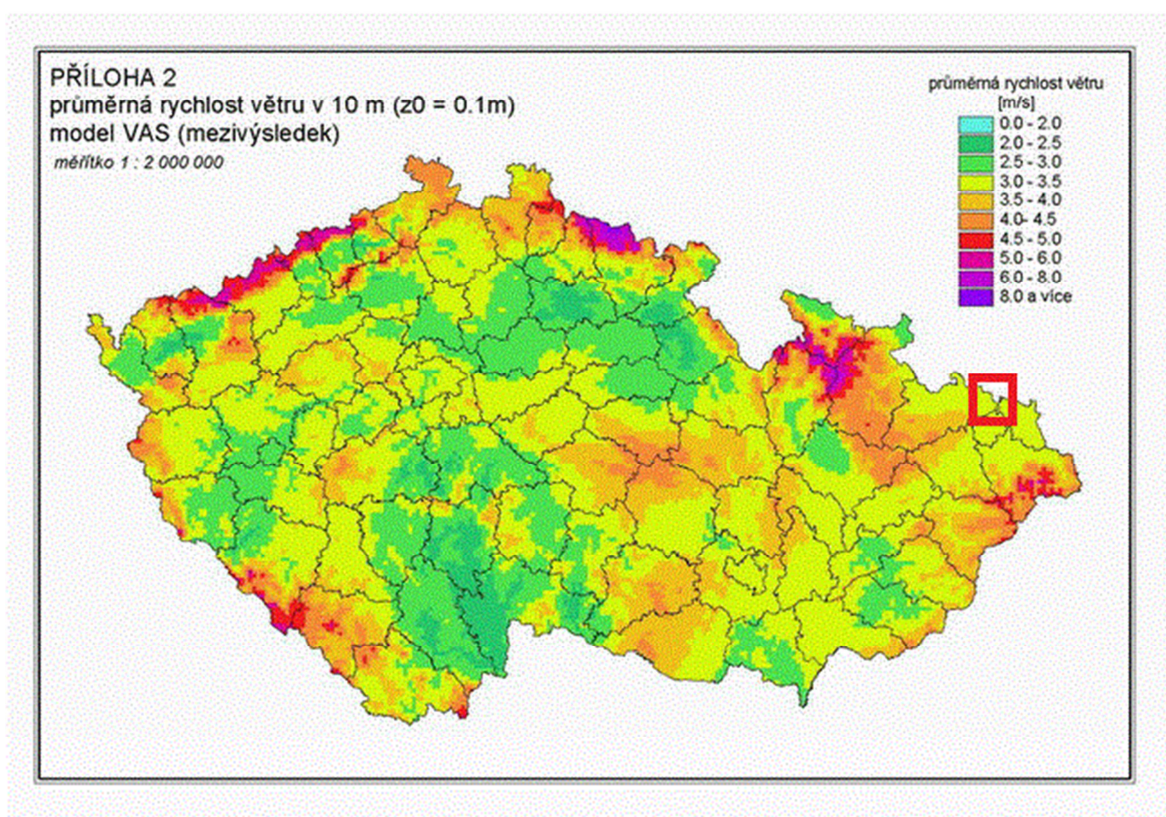 PŘÍLOHA 2
průměrná rychlost větru v 10 m (z0 = 0.1m)
model VAS (mezivýsledek)
měřítko 1 : 2 000 000
průměrná rychlost větru
[m/s]
0.0 - 2.0
2.0 - 2.5
2.5 - 3.0
3.0 - 3.5
3.5 - 4.0
4.0- 4.5
4.5 - 5.0
5.0 - 6.0
6.0 - 8.0
8.0 a více